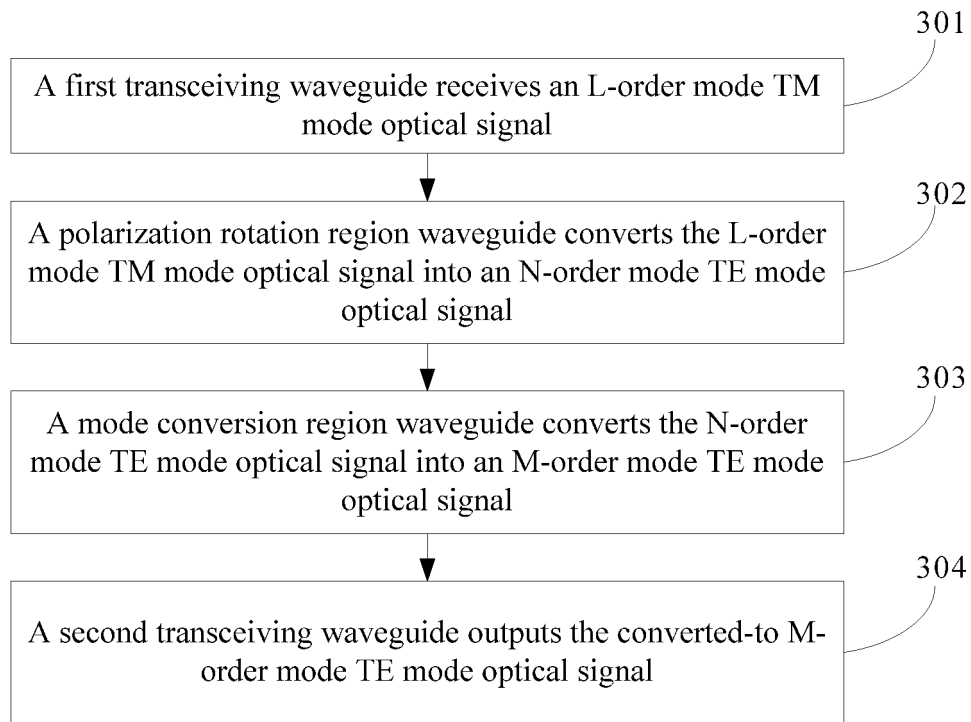 301
A first transceiving waveguide receives an L-order mode TM
mode optical signal
302
A polarization rotation region waveguide converts the L-order
mode TM mode optical signal into an N-order mode TE mode
optical signal
303
A mode conversion region waveguide converts the N-order
mode TE mode optical signal into an M-order mode TE mode
optical signal
304
A second transceiving waveguide outputs the converted-to M-
order mode TE mode optical signal